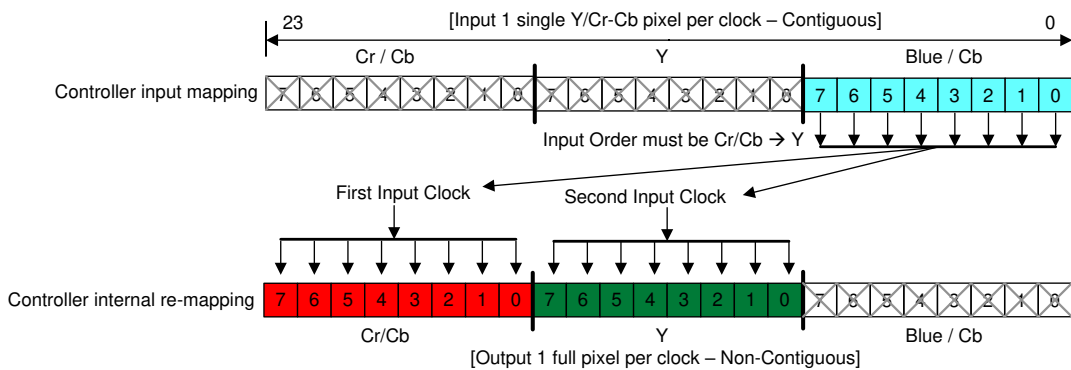 23 [Input 1 single Y/Cr-Cb pixel per clock – Contiguous] 0
Cr / Cb Y Blue / Cb
Controller input mapping 7 6 5 4 3 2 1 0 7 6 5 4 3 2 1 0 7 6 5 4 3 2 1 0
Input Order must be Cr/Cb → Y
First Input Clock Second Input Clock
Controller internal re-mapping 7 6 5 4 3 2 1 0 7 6 5 4 3 2 1 0 7 6 5 4 3 2 1 0
Cr/Cb Y Blue / Cb
[Output 1 full pixel per clock – Non-Contiguous]